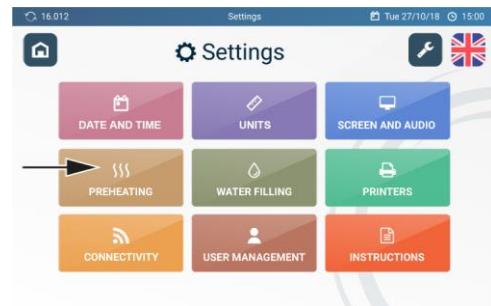 16.012 Settings Tue 27/10/18 15:00
Settings
DATE AND TIME UNITS SCREEN AND AUDIO
PREHEATING WATER FILLING PRINTERS
CONNECTIVITY USER MANAGEMENT INSTRUCTIONS